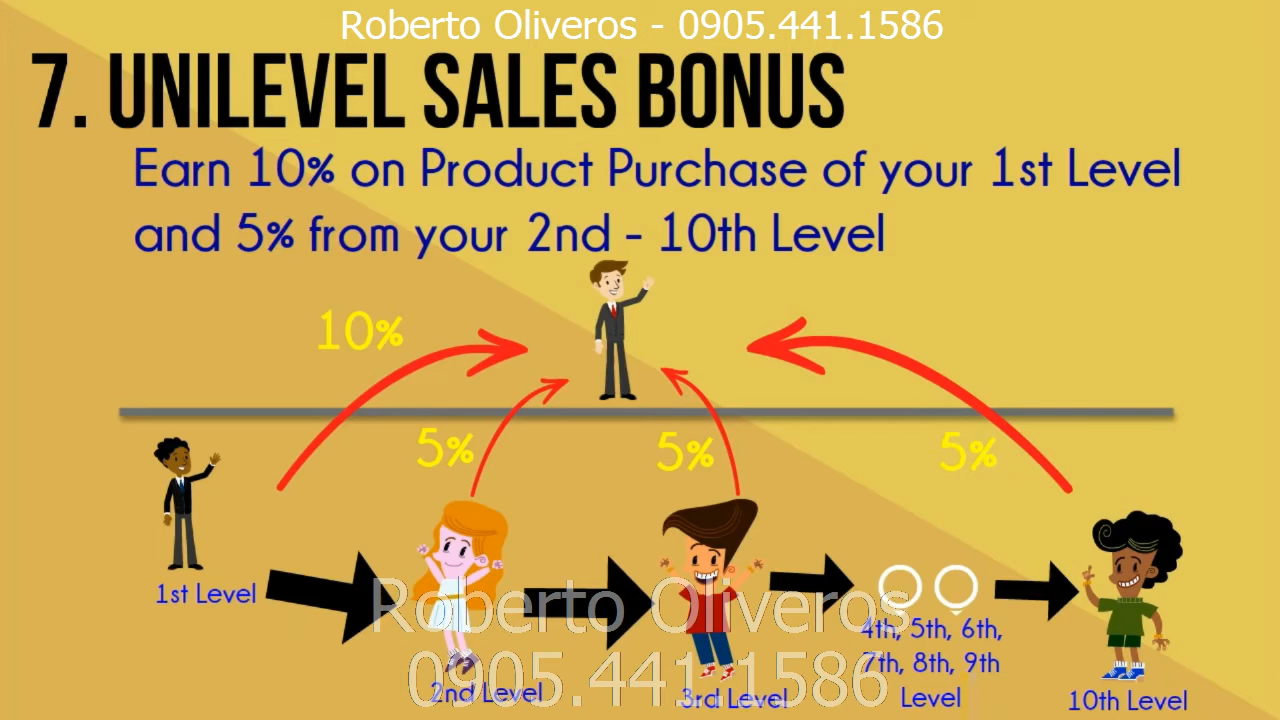 Roberto Oliveros - 0905.441.1586
7. UNILEVEL SALES BONUS
Earn 10% on Product Purchase of your 1st Level
and 5% from your 2nd - 10th Level
10%
5%
5%
5%
1st Level
Roberto Oliveros
0905.441.1586
2nd Level
3rd Level
4th, 5th, 6th,
7th, 8th, 9th
Level
10th Level